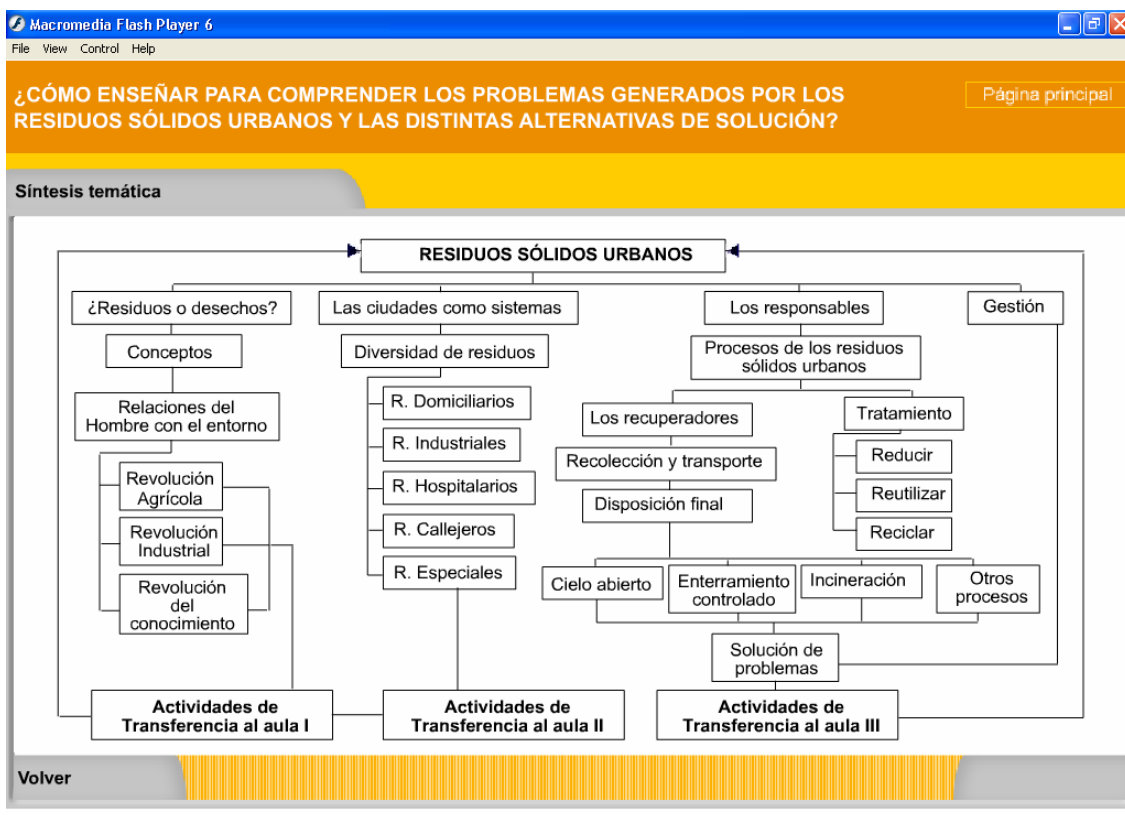 Macromedia Flash Player 6
File View Control Help
¿CÓMO ENSEÑAR PARA COMPRENDER LOS PROBLEMAS GENERADOS POR LOS
RESIDUOS SÓLIDOS URBANOS Y LAS DISTINTAS ALTERNATIVAS DE SOLUCIÓN?
Página principal
Síntesis temática
RESIDUOS SÓLIDOS URBANOS
¿Residuos o desechos?
Las ciudades como sistemas
Los responsables
Gestión
Conceptos
Diversidad de residuos
Procesos de los residuos
sólidos urbanos
Relaciones del
Hombre con el entorno
R. Domiciliarios
Los recuperadores
Tratamiento
R. Industriales
Recolección y transporte
Reducir
Revolución
Agrícola
R. Hospitalarios
Disposición final
Reutilizar
Revolución
Industrial
R. Callejeros
Reciclar
Revolución
del
conocimiento
R. Especiales
Cielo abierto
Enterramiento
controlado
Incineración
Otros
procesos
Solución de
problemas
Actividades de
Transferencia al aula I
Actividades de
Transferencia al aula II
Actividades de
Transferencia al aula III
Volver